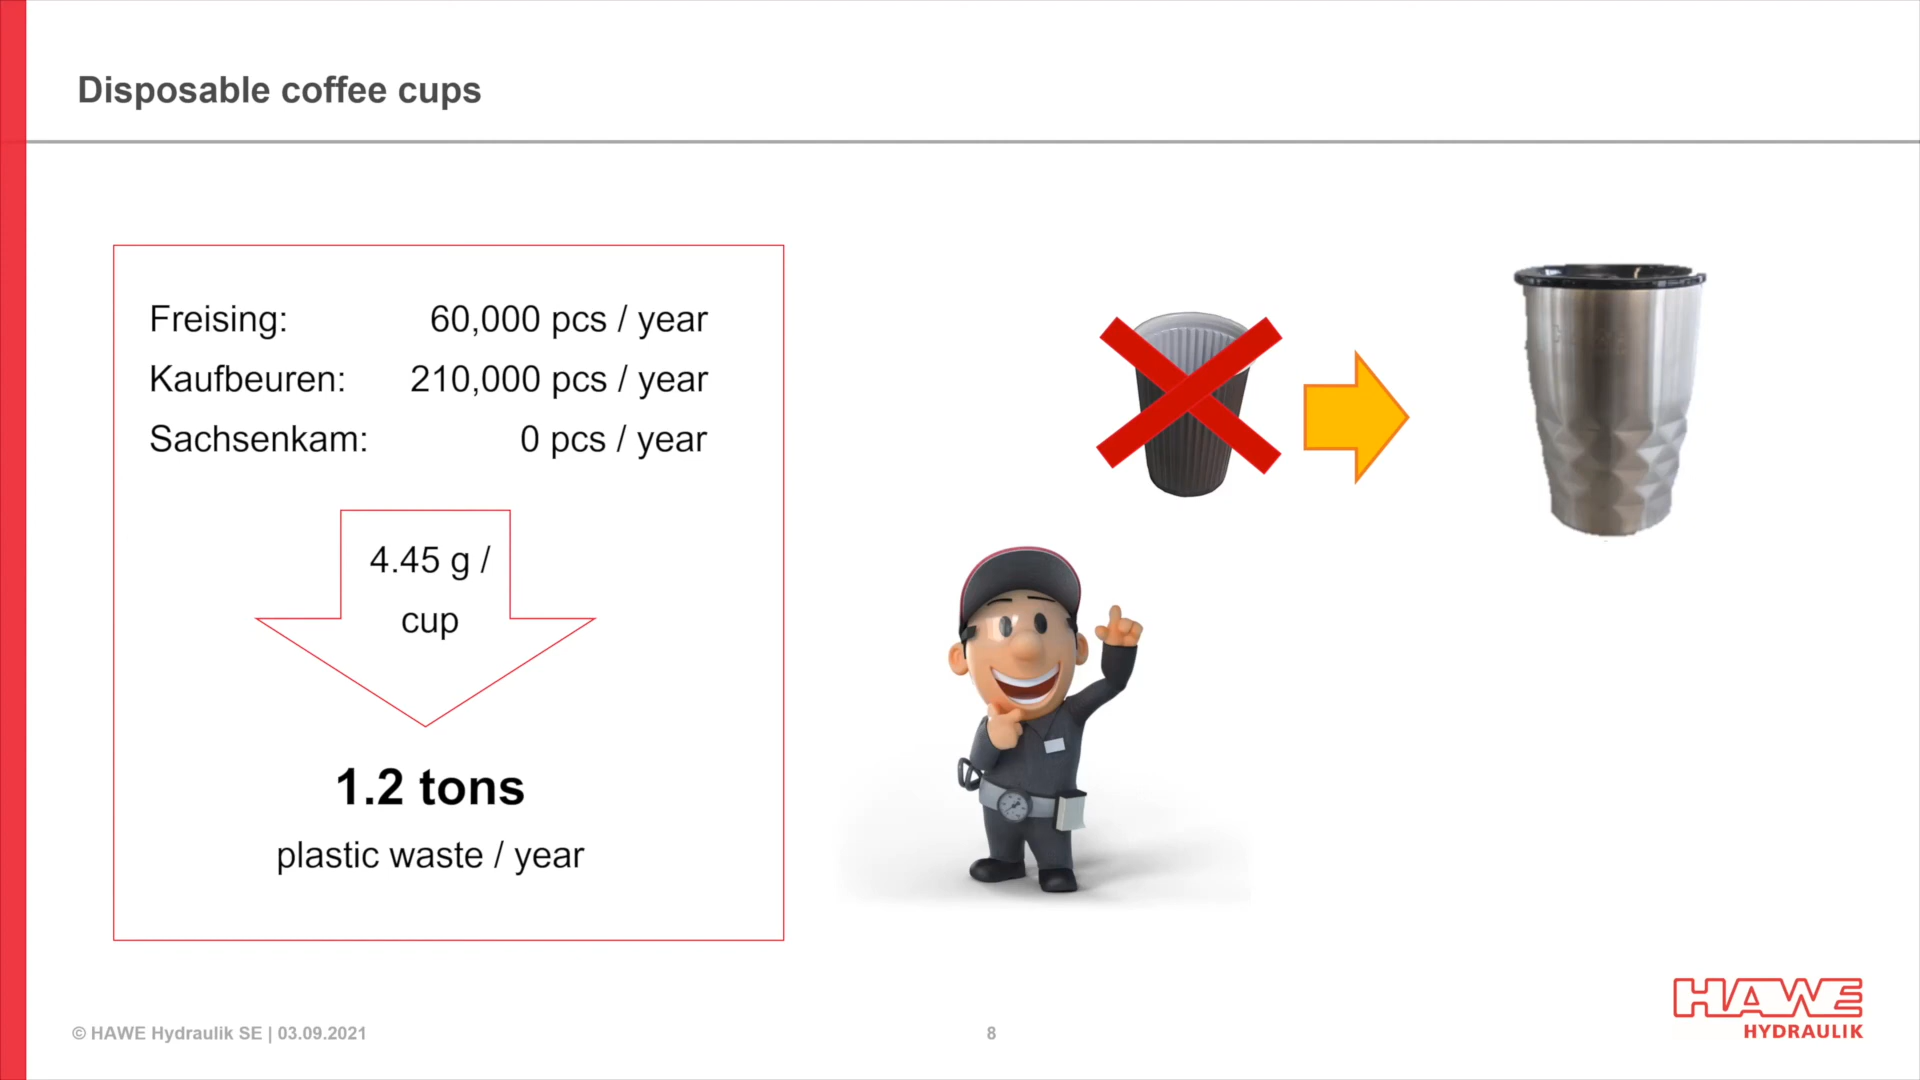 Disposable coffee cups
Freising: 60,000 pcs / year
Kaufbeuren: 210,000 pcs / year
Sachsenkam: 0 pcs / year
4.45 g /
cup
1.2 tons
plastic waste / year
© HAWE Hydraulik SE | 03.09.2021
8
HAWE
HYDRAULIK